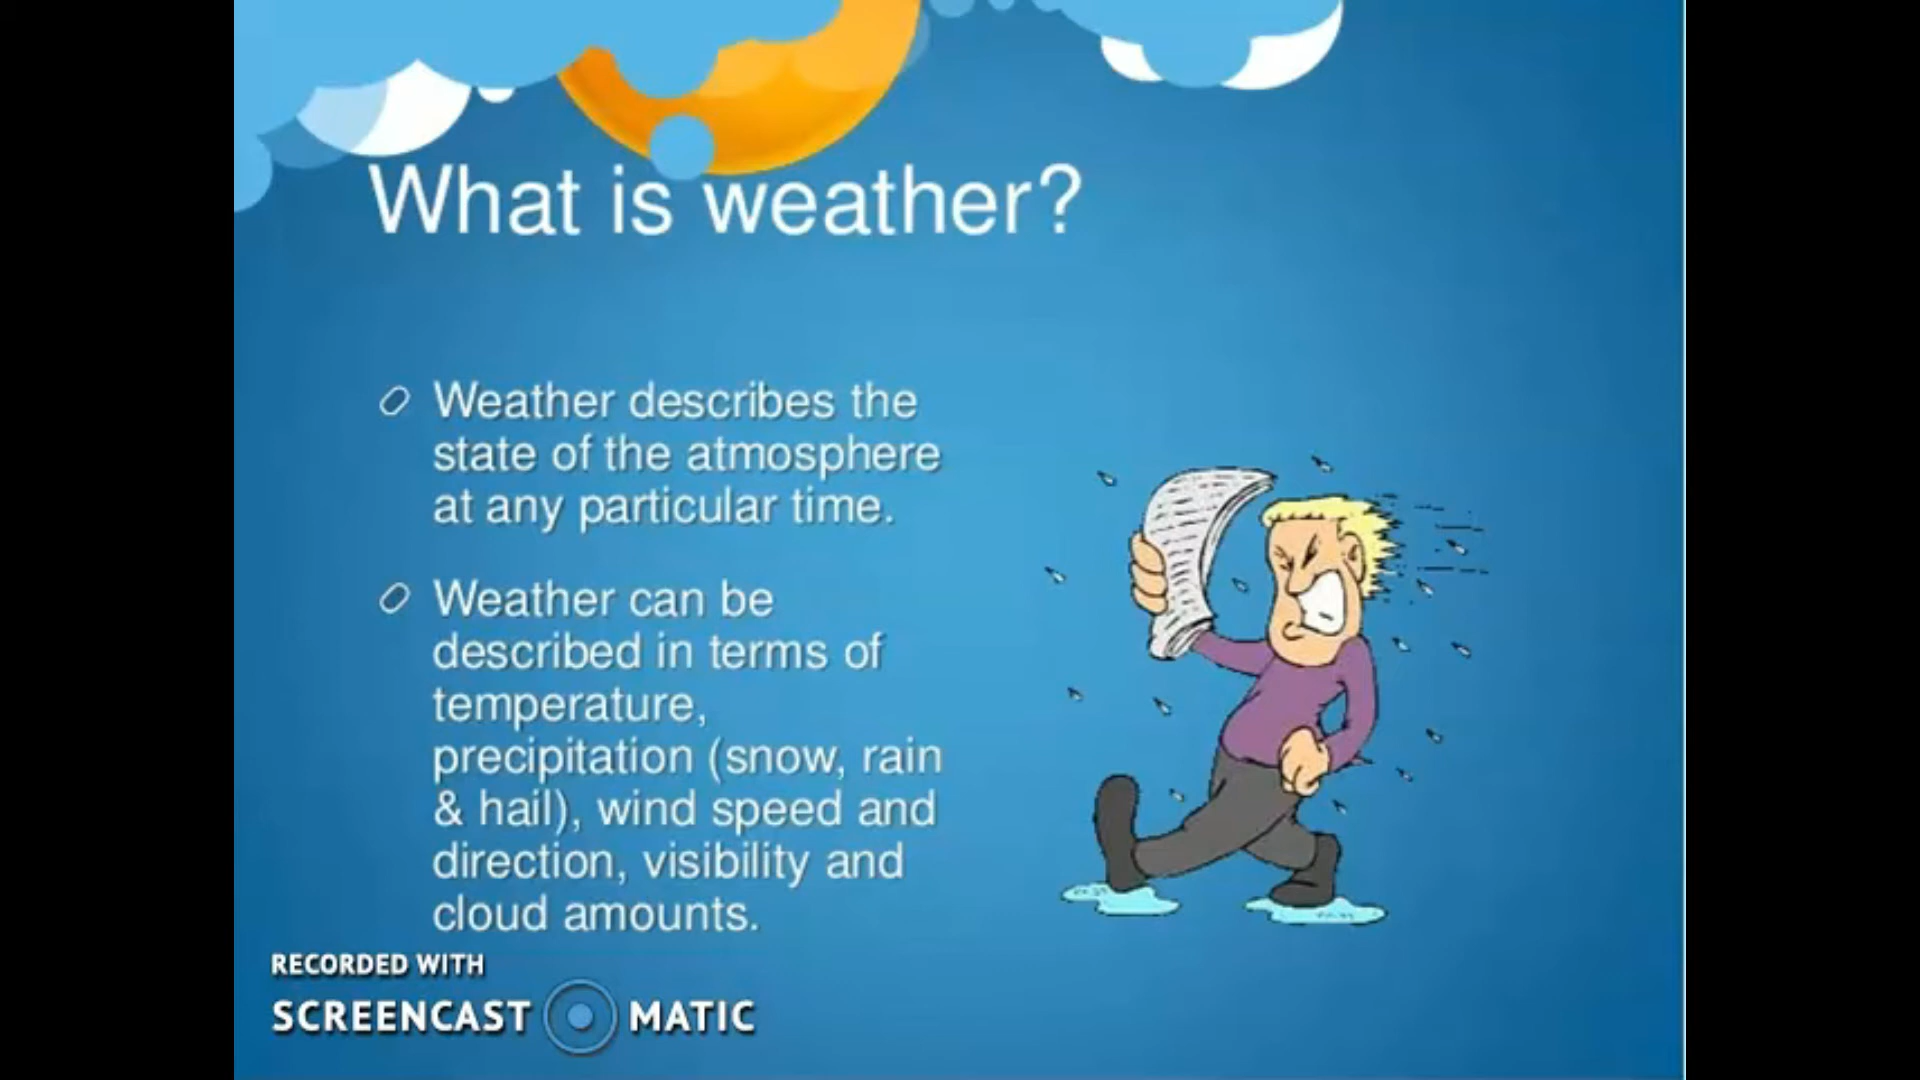 What is weather?
Weather describes the
state of the atmosphere
at any particular time.
Weather can be
described in terms of
temperature,
precipitation (snow, rain
& hail), wind speed and
direction, visibility and
cloud amounts.
RECORDED WITH
SCREENCAST MATIC